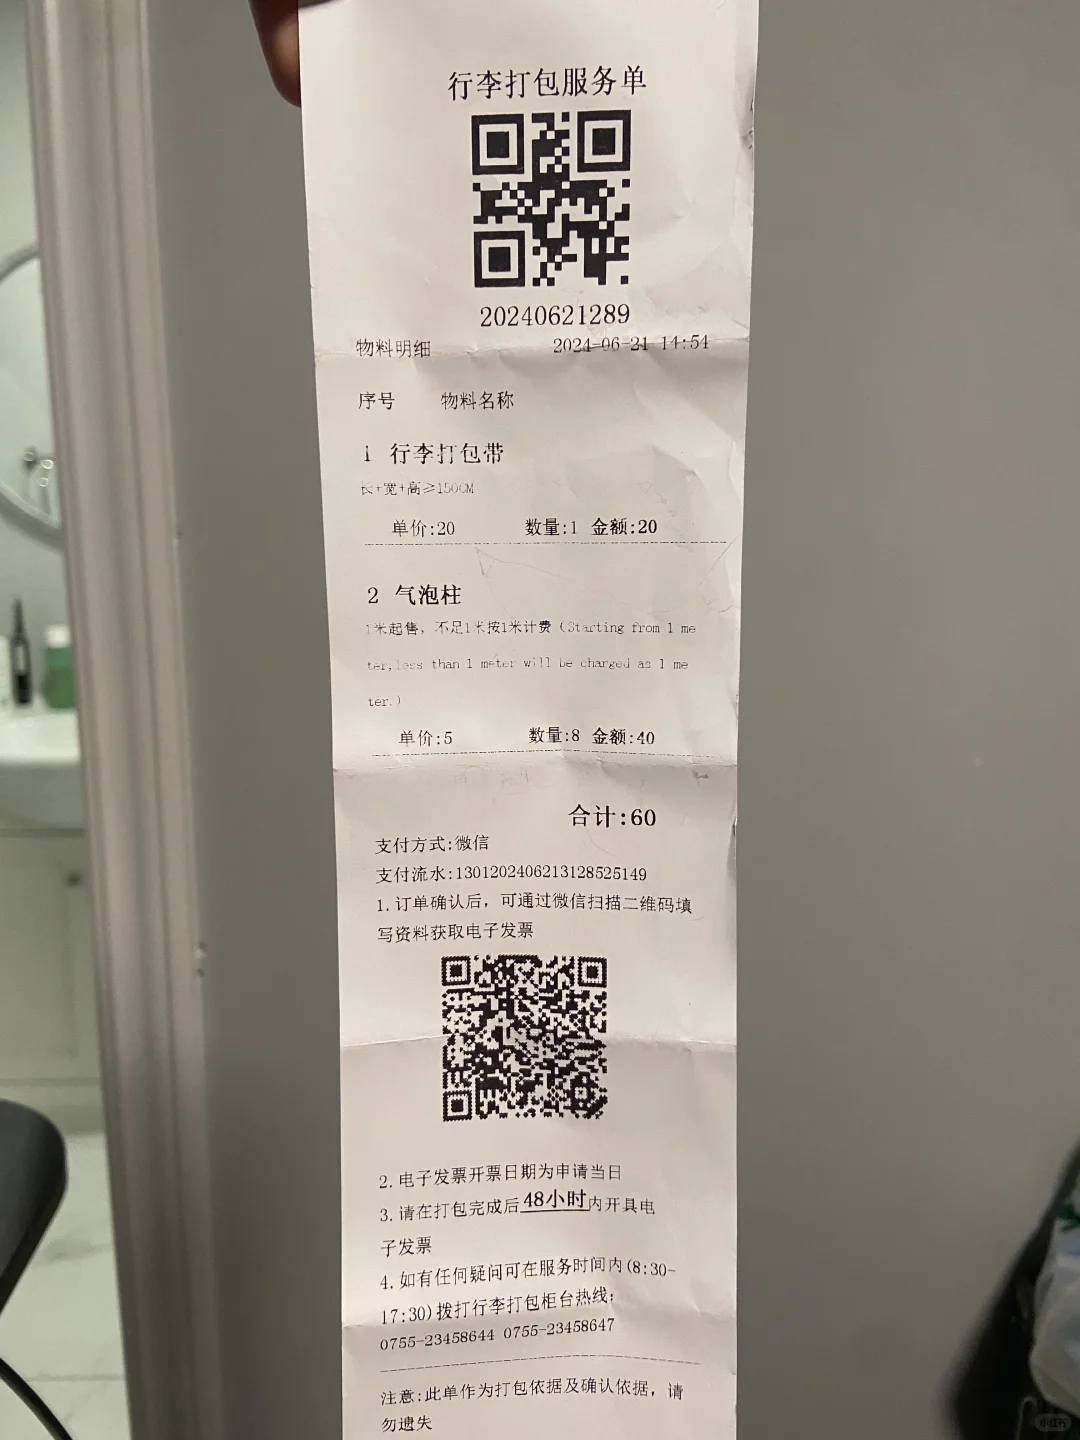 行李打包服务单
20240621289
物料明细 2024-06-21 14:54
序号 物料名称
1 行李打包带
长+宽+高≥150CM
单价:20 数量:1 金额:20
2 气泡柱
1米起售，不足1米按1米计费（Starting from 1 me
ter,less than 1 meter will be charged as 1 me
ter.）
单价:5 数量:8 金额:40
合计:60
支付方式:微信
支付流水:1301202406213128525149
1.订单确认后，可通过微信扫描二维码填
写资料获取电子发票
2.电子发票开票日期为申请当日
3.请在打包完成后48小时内开具电
子发票
4.如有任何疑问可在服务时间内(8:30-
17:30)拨打行李打包柜台热线:
0755-23458644 0755-23458647
注意:此单作为打包依据及确认依据，请
勿遗失
小红书